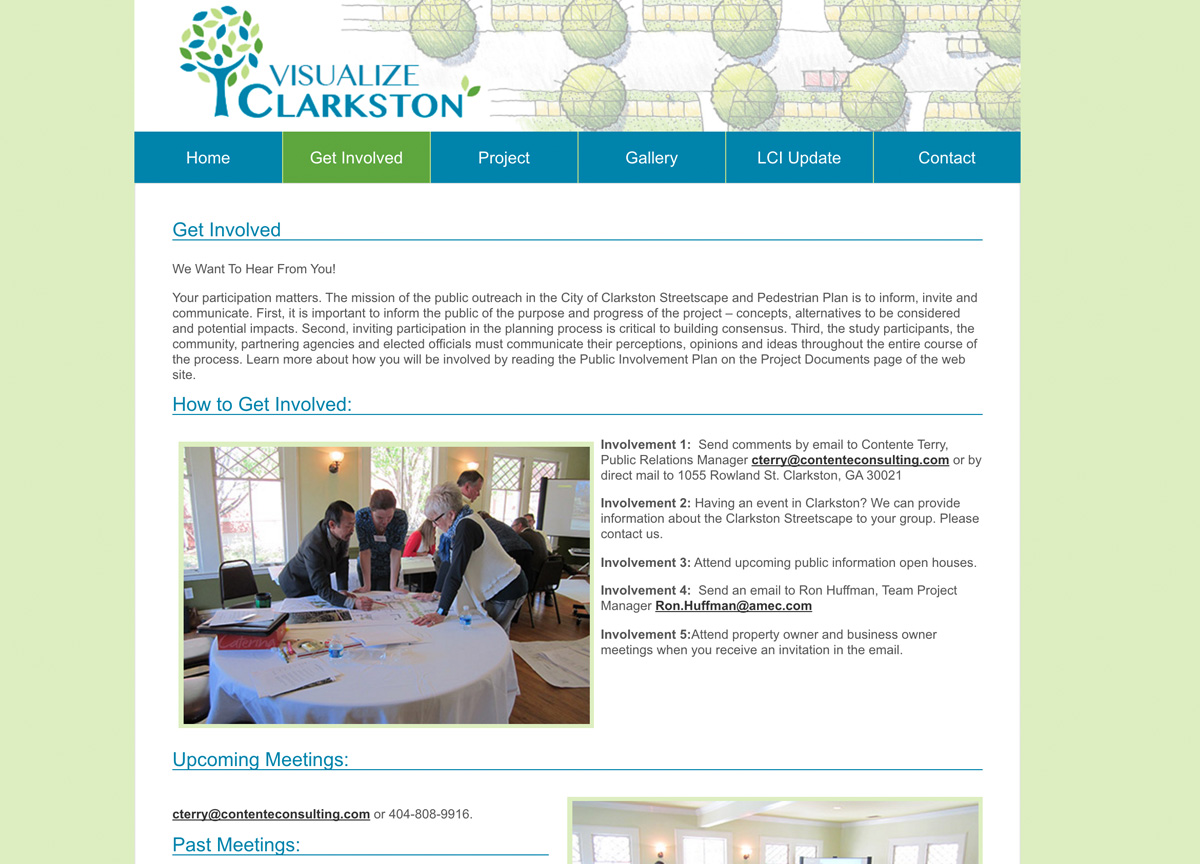 VISUALIZE
CLARKSTON
Home Get Involved Project Gallery LCI Update Contact
Get Involved
We Want To Hear From You!
Your participation matters. The mission of the public outreach in the City of Clarkston Streetscape and Pedestrian Plan is to inform, invite and
communicate. First, it is important to inform the public of the purpose and progress of the project – concepts, alternatives to be considered
and potential impacts. Second, inviting participation in the planning process is critical to building consensus. Third, the study participants, the
community, partnering agencies and elected officials must communicate their perceptions, opinions and ideas throughout the entire course of
the process. Learn more about how you will be involved by reading the Public Involvement Plan on the Project Documents page of the web
site.
How to Get Involved:
Involvement 1:  Send comments by email to Contente Terry,
Public Relations Manager cterry@contenteconsulting.com or by
direct mail to 1055 Rowland St. Clarkston, GA 30021
Involvement 2: Having an event in Clarkston? We can provide
information about the Clarkston Streetscape to your group. Please
contact us.
Involvement 3: Attend upcoming public information open houses.
Involvement 4:  Send an email to Ron Huffman, Team Project
Manager Ron.Huffman@amec.com
Involvement 5:Attend property owner and business owner
meetings when you receive an invitation in the email.
Catering
Upcoming Meetings:
cterry@contenteconsulting.com or 404-808-9916.
Past Meetings: